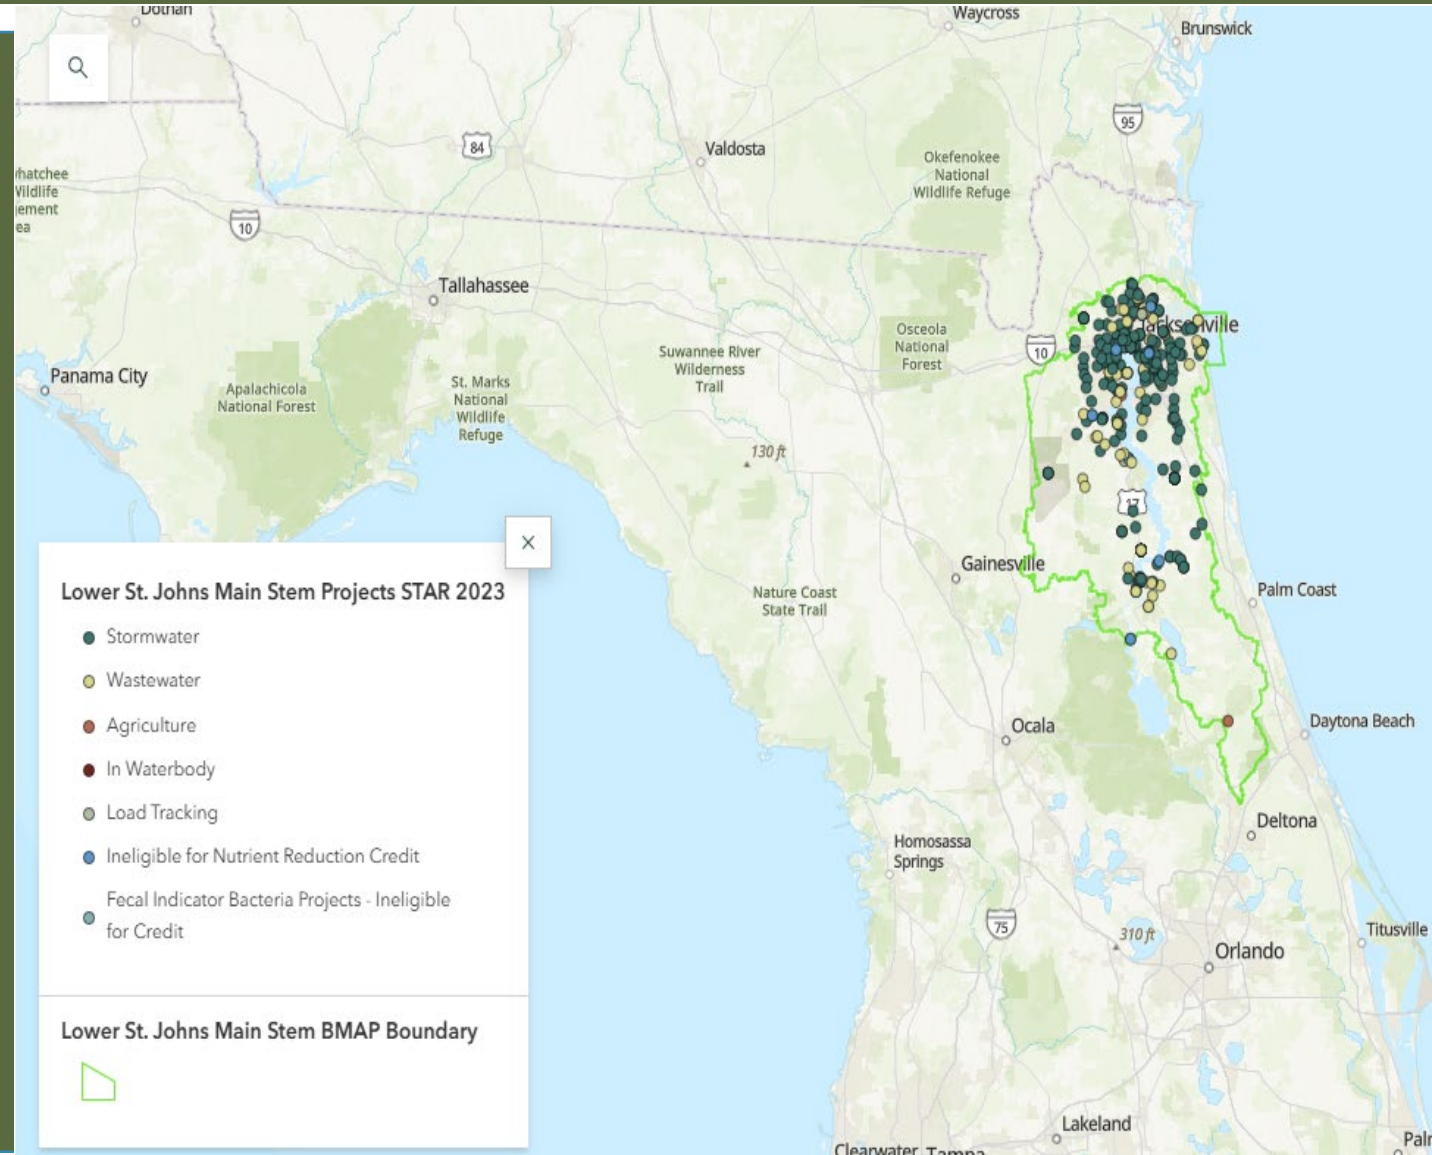 Dothan
Waycross
Brunswick
95
84
Valdosta
Okefenokee
National
Wildlife Refuge
Wildlife
ea
10
Tallahassee
Jacksonville
Osceola
National
Forest
10
Suwannee River
Wilderness
Trail
Panama City
Apalachicola
National Forest
St. Marks
National
Wildlife
Refuge
130 ft
17
Gainesville
Nature Coast
State Trail
Palm Coast
Ocala
Daytona Beach
Deltona
Homosassa
Springs
75
310 ft
Titusville
Orlando
Lakeland
Clearwater Tampa
Lower St. Johns Main Stem Projects STAR 2023
Stormwater
Wastewater
Agriculture
In Waterbody
Load Tracking
Ineligible for Nutrient Reduction Credit
Fecal Indicator Bacteria Projects - Ineligible
for Credit
Lower St. Johns Main Stem BMAP Boundary